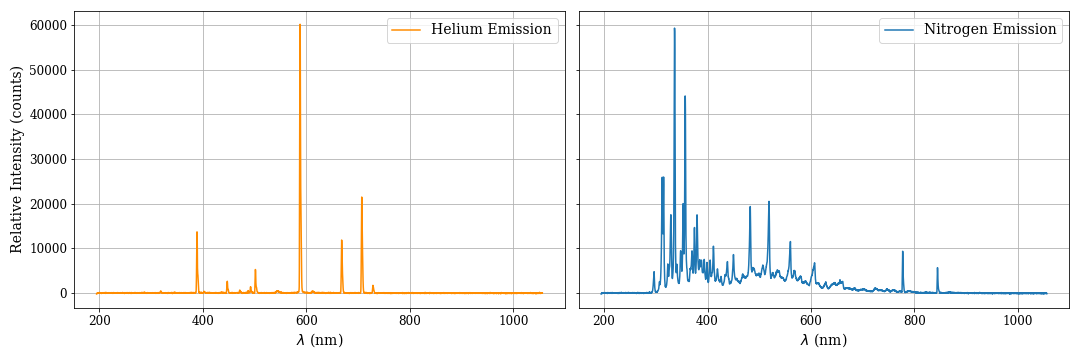 Relative Intensity (counts)
60000
50000
40000
30000
20000
10000
0
Helium Emission
200 400 600 800 1000
λ (nm)
Nitrogen Emission
200 400 600 800 1000
λ (nm)